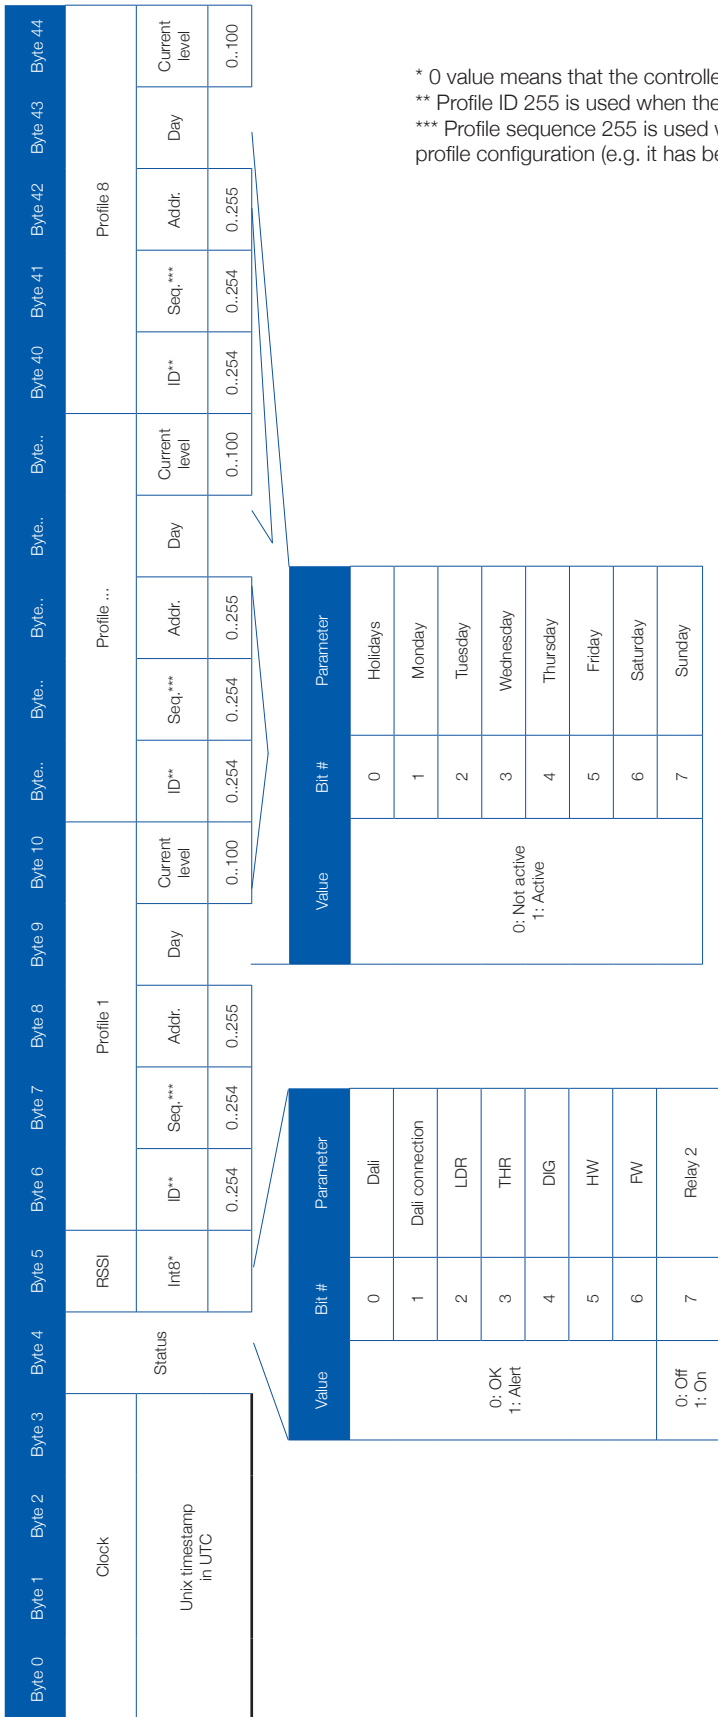 * 0 value means that the controlle
** Profile ID 255 is used when the
*** Profile sequence 255 is used
profile configuration (e.g. it has be
Byte 0 Byte 1 Byte 2 Byte 3 Byte 4 Byte 5 Byte 6 Byte 7 Byte 8 Byte 9 Byte 10 Byte.. Byte.. Byte.. Byte.. Byte.. Byte 40 Byte 41 Byte 42 Byte 43 Byte 44
Clock Status RSSI Profile 1 Profile ... Profile 8
Unix timestamp
in UTC
Int8* ID** Seq.*** Addr. Day Current
level
ID** Seq.*** Addr. Day Current
level
ID** Seq.*** Addr. Day Current
level
0..254 0..254 0..255 0..100 0..254 0..254 0..255 0..100 0..254 0..254 0..255 0..100
Value Bit # Parameter
0: OK
1: Alert
0 Dali
1 Dali connection
2 LDR
3 THR
4 DIG
5 HW
6 FW
0: Off
1: On
7 Relay 2
Value Bit # Parameter
0: Not active
1: Active
0 Holidays
1 Monday
2 Tuesday
3 Wednesday
4 Thursday
5 Friday
6 Saturday
7 Sunday